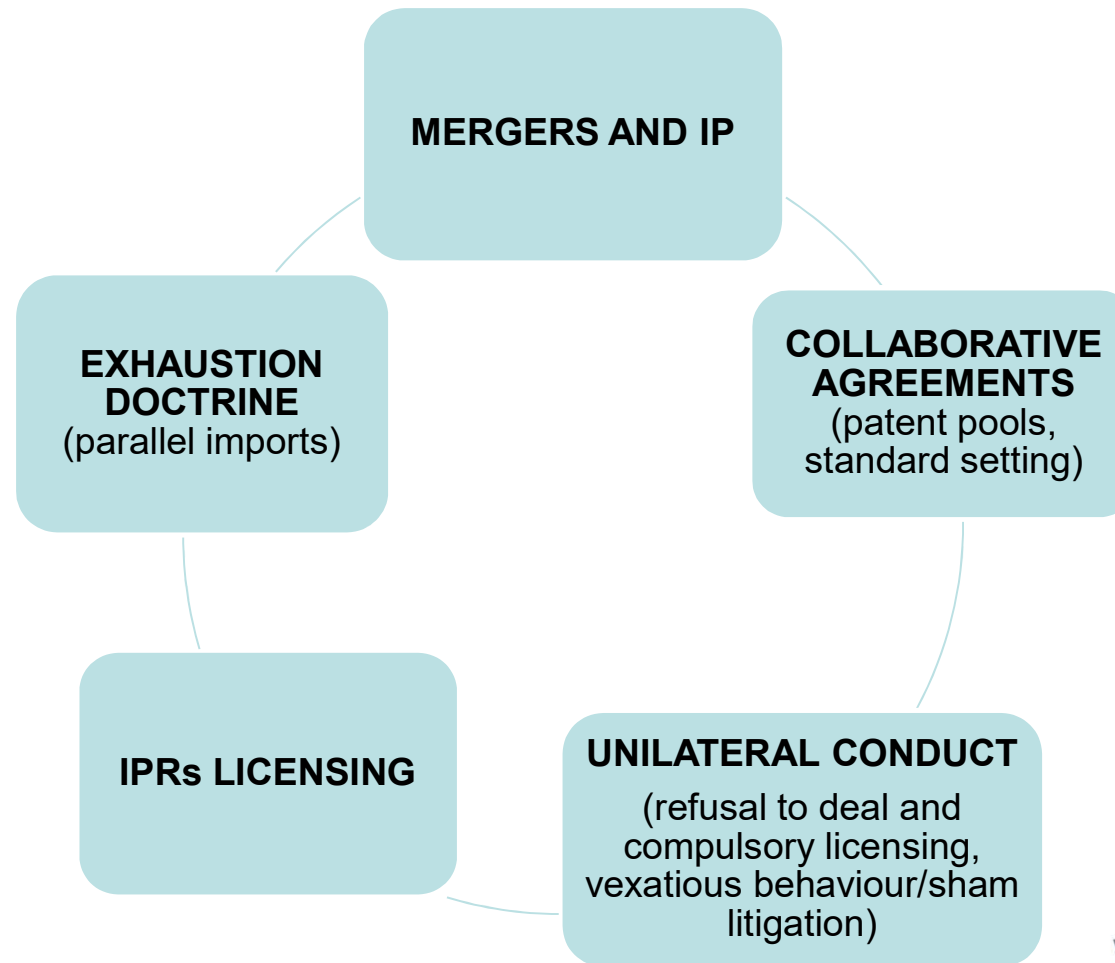 MERGERS AND IP
COLLABORATIVE
AGREEMENTS
(patent pools,
standard setting)
UNILATERAL CONDUCT
(refusal to deal and
compulsory licensing,
vexatious behaviour/sham
litigation)
IPRs LICENSING
EXHAUSTION
DOCTRINE
(parallel imports)